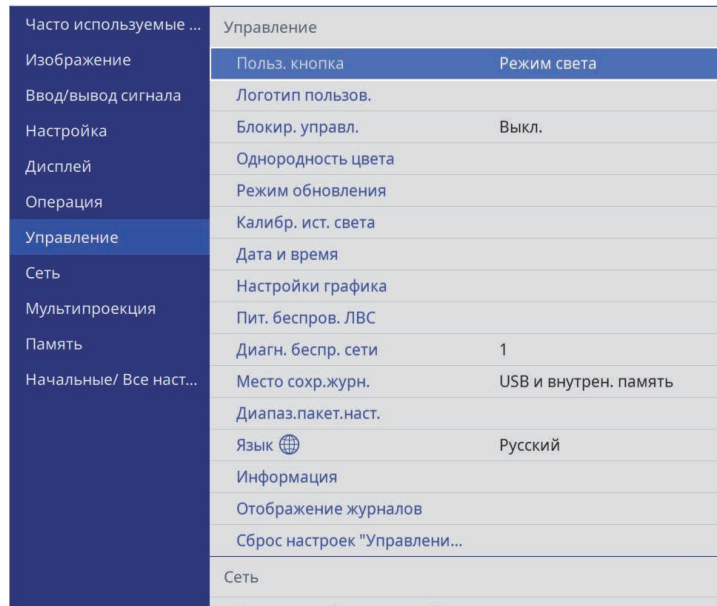 Часто используемые ...
Изображение
Ввод/вывод сигнала
Настройка
Дисплей
Операция
Управление
Сеть
Мультипроекция
Память
Начальные/ Все наст...
Управление
Польз. кнопка Режим света
Логотип пользов.
Блокир. управл. Выкл.
Однородность цвета
Режим обновления
Калибр. ист. света
Дата и время
Настройки графика
Пит. беспров. ЛВС
Диагн. беспр. сети 1
Место сохр.журн. USB и внутрен. память
Диапаз.пакет.наст.
Язык Русский
Информация
Отображение журналов
Сброс настроек "Управлени...
Сеть